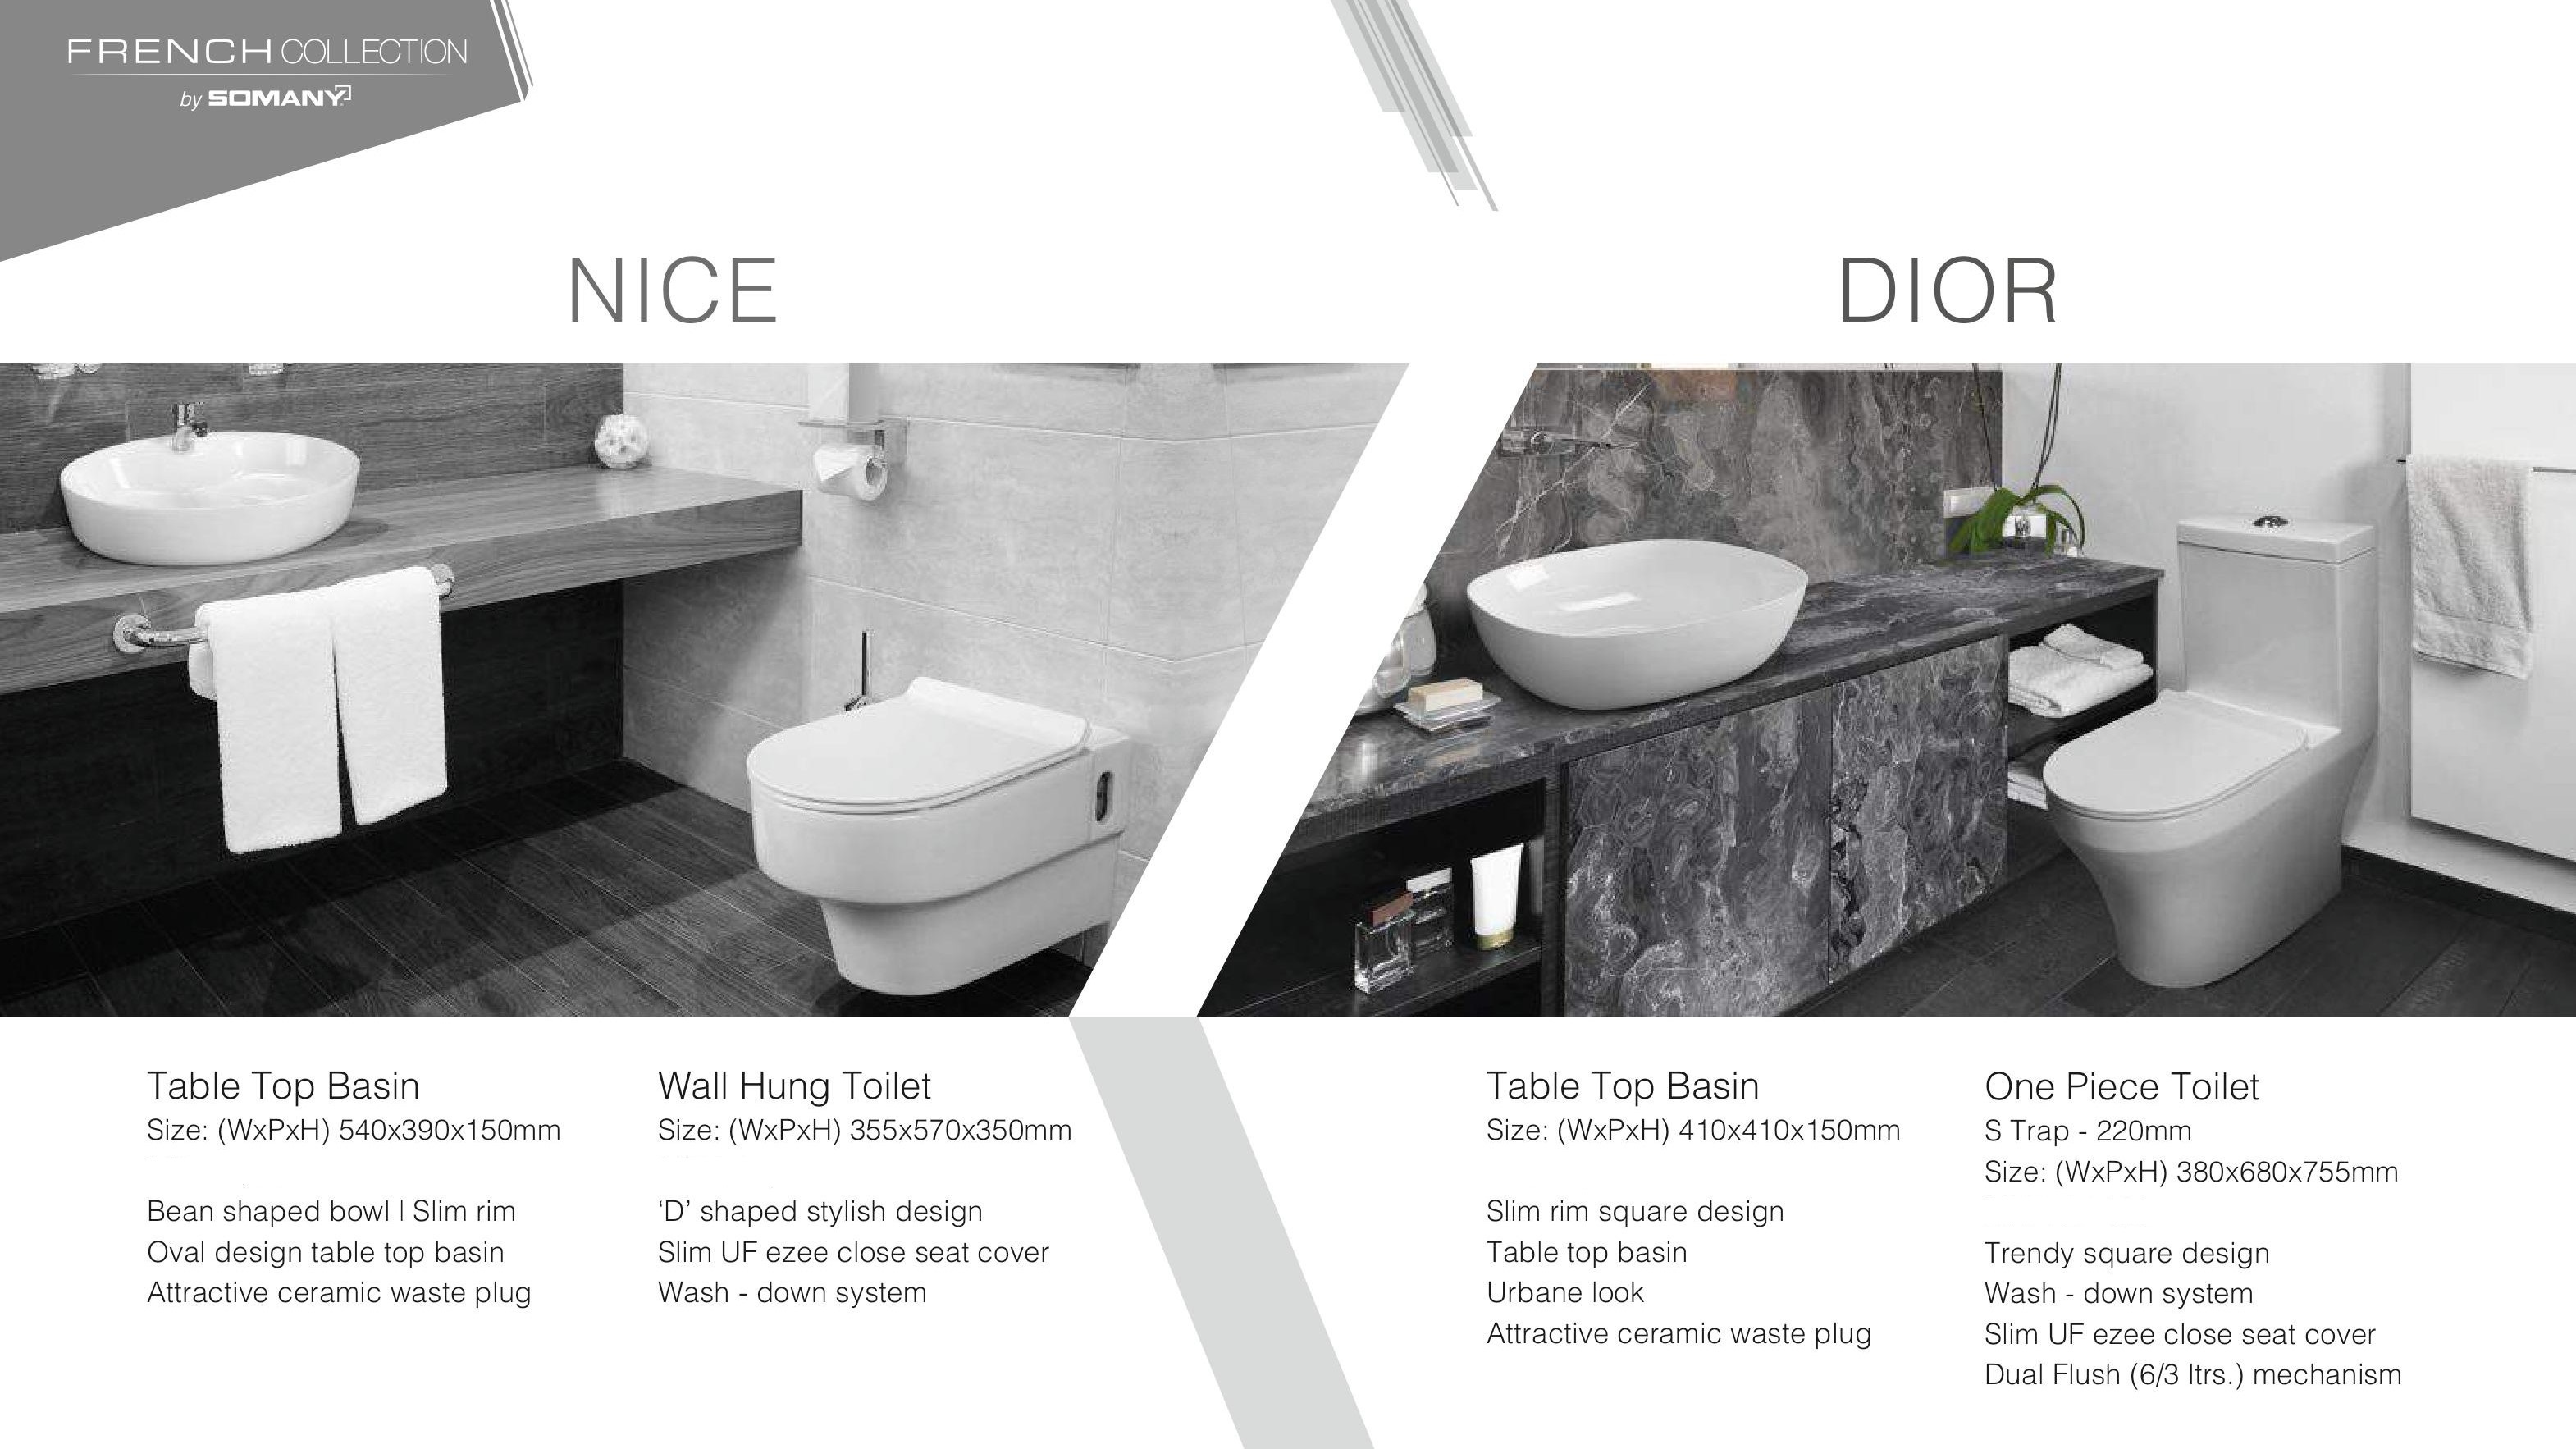 FRENCH COLLECTION
by SOMANY
NICE
DIOR
Table Top Basin
Size: (WxPxH) 540x390x150mm
Bean shaped bowl | Slim rim
Oval design table top basin
Attractive ceramic waste plug
Wall Hung Toilet
Size: (WxPxH) 355x570x350mm
‘D’ shaped stylish design
Slim UF ezee close seat cover
Wash - down system
Table Top Basin
Size: (WxPxH) 410x410x150mm
Slim rim square design
Table top basin
Urbane look
Attractive ceramic waste plug
One Piece Toilet
S Trap - 220mm
Size: (WxPxH) 380x680x755mm
Trendy square design
Wash - down system
Slim UF ezee close seat cover
Dual Flush (6/3 ltrs.) mechanism